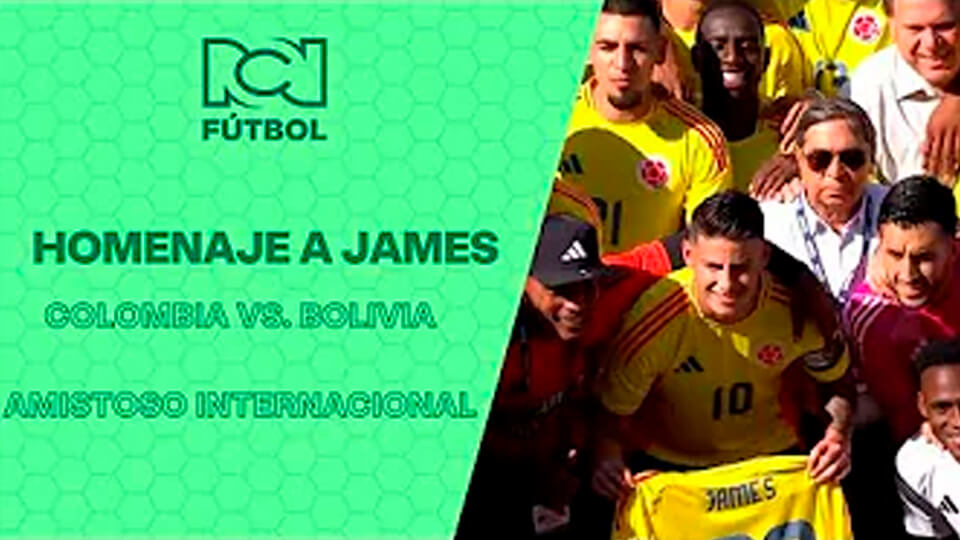 RCN
FÚTBOL
HOMENAJE A JAMES
COLOMBIA VS. BOLIVIA
AMISTOSO INTERNACIONAL
10
JAMES